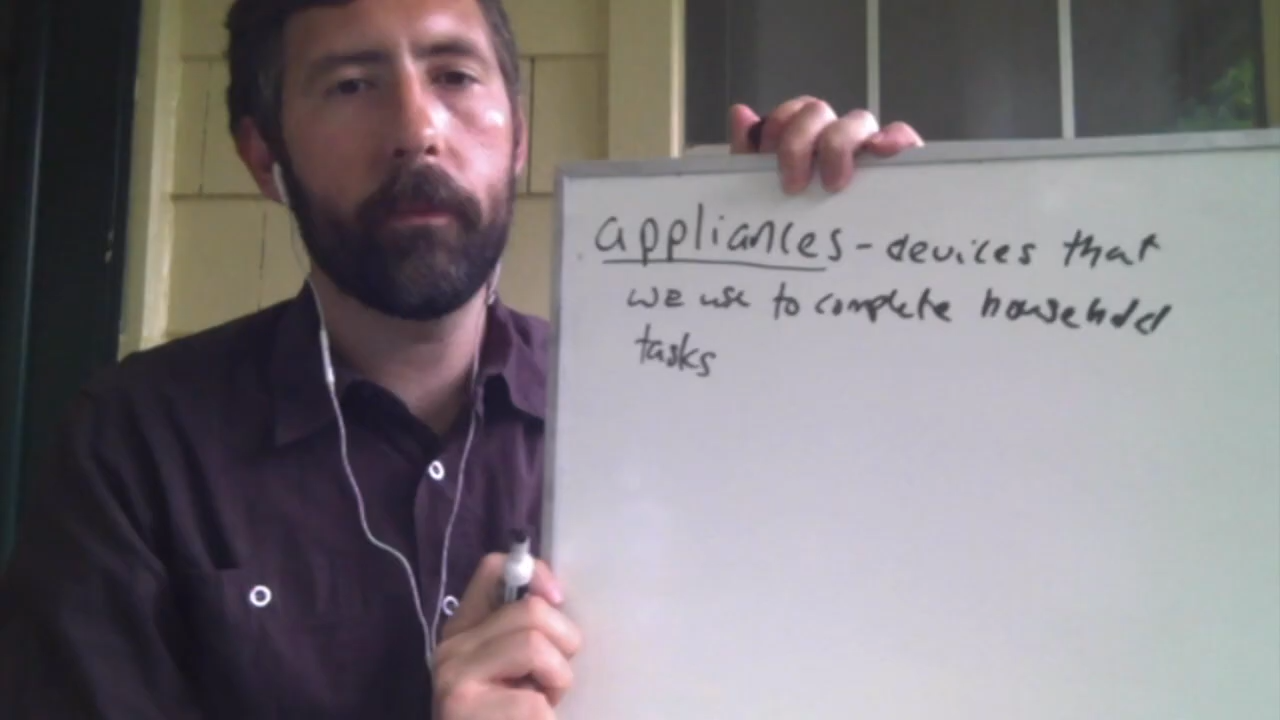 appliances - devices that
we use to complete household
tasks